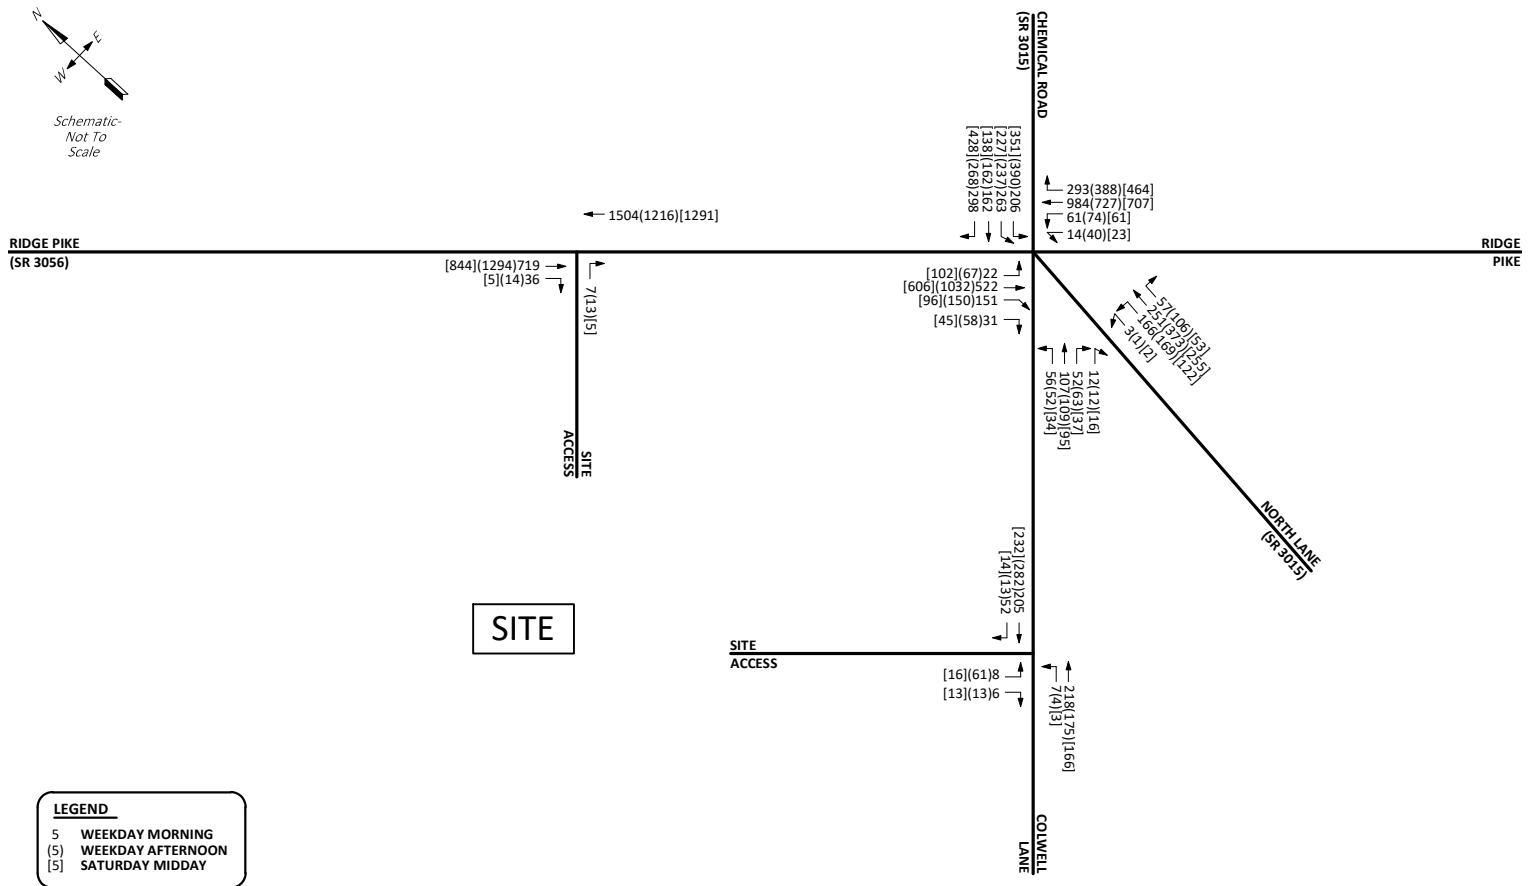 N
E
W
Schematic-
Not To
Scale
CHEMICAL ROAD
(SR 3015)
[428](268)298
[138](162)162
[227](237)263
[351](390)206
293(388)[464]
984(727)[707]
61(74)[61]
14(40)[23]
1504(1216)[1291]
RIDGE PIKE
(SR 3056)
RIDGE
PIKE
[844](1294)719
[5](14)36
7(13)[5]
[102](67)22
[606](1032)522
[96](150)151
[45](58)31
57(106)[53]
251(373)[255]
166(169)[122]
3(1)[2]
56(52)[34]
107(109)[95]
52(63)[37]
12(12)[16]
SITE
ACCESS
NORTH LANE
(SR 3015)
[232](282)205
[14](13)52
SITE
SITE
ACCESS
[16](61)8
[13](13)6
7(4)[3]
218(175)[166]
COLWELL
LANE
LEGEND
5 WEEKDAY MORNING
(5) WEEKDAY AFTERNOON
[5] SATURDAY MIDDAY